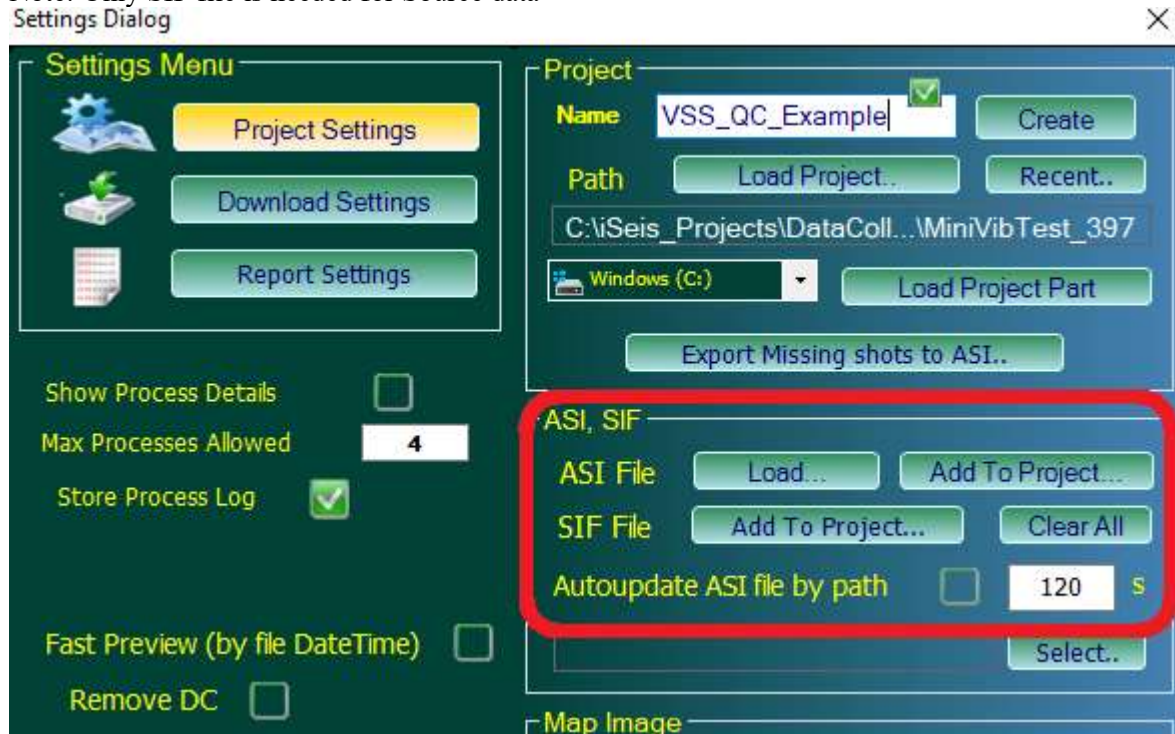 Settings Dialog
Settings Menu
Project Settings
Download Settings
Report Settings
Show Process Details
Max Processes Allowed 4
Store Process Log
Fast Preview (by file DateTime)
Remove DC
Project
Name VSS_QC_Example Create
Path Load Project.. Recent..
C:\iSeis_Projects\DataColl...\MiniVibTest_397
Windows (C:) Load Project Part
Export Missing shots to ASI..
ASI, SIF
ASI File Load... Add To Project...
SIF File Add To Project... Clear All
Autoupdate ASI file by path 120 s
Select..
Map Image